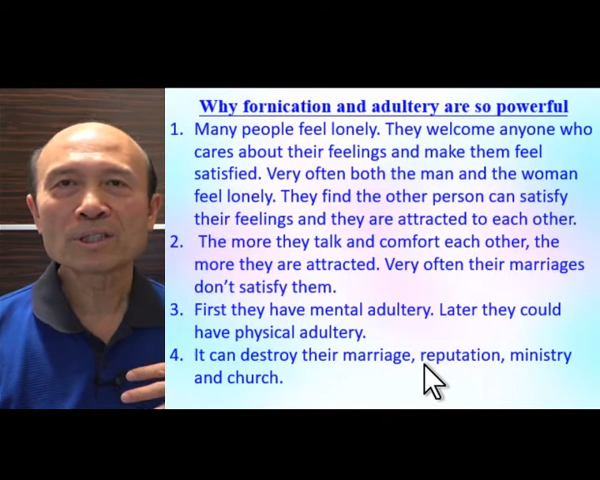 Why fornication and adultery are so powerful
1. Many people feel lonely. They welcome anyone who
cares about their feelings and make them feel
satisfied. Very often both the man and the woman
feel lonely. They find the other person can satisfy
their feelings and they are attracted to each other.
2. The more they talk and comfort each other, the
more they are attracted. Very often their marriages
don't satisfy them.
3. First they have mental adultery. Later they could
have physical adultery.
4. It can destroy their marriage, reputation, ministry
and church.